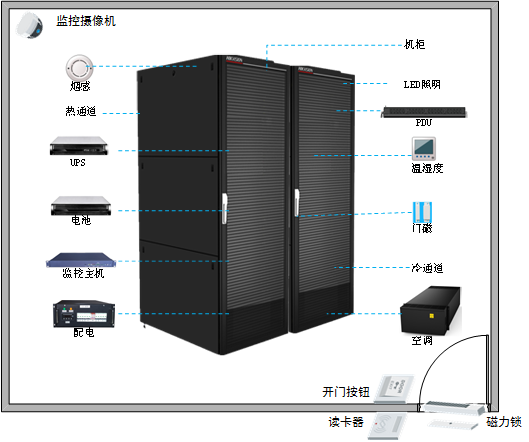 监控摄像机
机柜
烟感
LED照明
热通道
PDU
UPS
温湿度
电池
门磁
监控主机
冷通道
配电
空调
开门按钮
读卡器
磁力锁